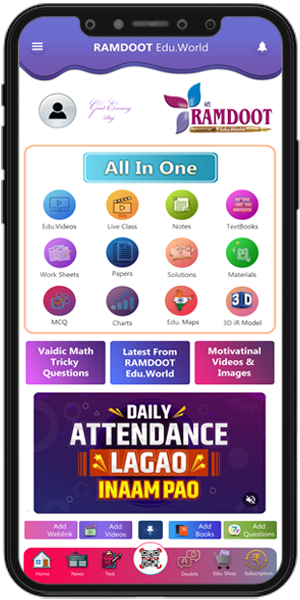 RAMDOOT Edu.World
Good Evening
RAMDOOT
Edu.World
All In One
Edu.Videos
Live Class
Notes
TextBooks
Work Sheets
Papers
Solutions
Materials
MCQ
Charts
Edu. Maps
3D
3D iR Model
Vaidic Math
Tricky
Questions
Latest From
RAMDOOT
Edu.World
Motivatinal
Videos &
Images
DAILY
ATTENDANCE
LAGAO
INAAM PAO
Add
Weblink
Add
Videos
Add
Books
Add
Questions
Home
News
Test
Doubts
Edu. Shop
Subscription